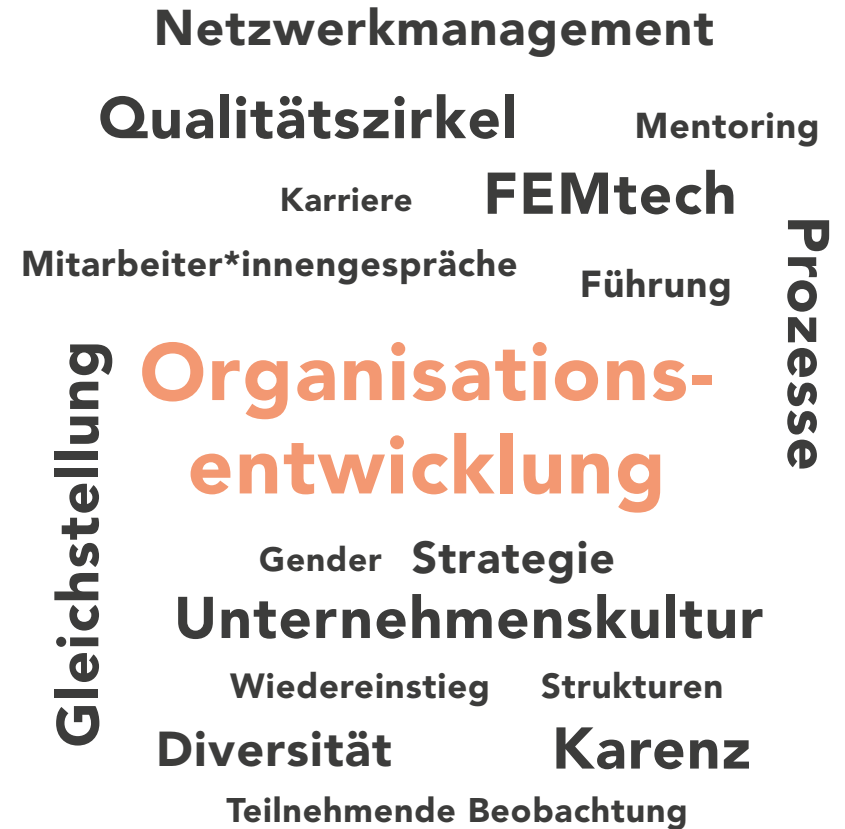 Netzwerkmanagement
Qualitätszirkel
Mentoring
Karriere
FEMtech
Mitarbeiter*innengespräche
Führung
Prozesse
Gleichstellung
Organisations-
entwicklung
Gender
Strategie
Unternehmenskultur
Wiedereinstieg
Strukturen
Diversität
Karenz
Teilnehmende Beobachtung